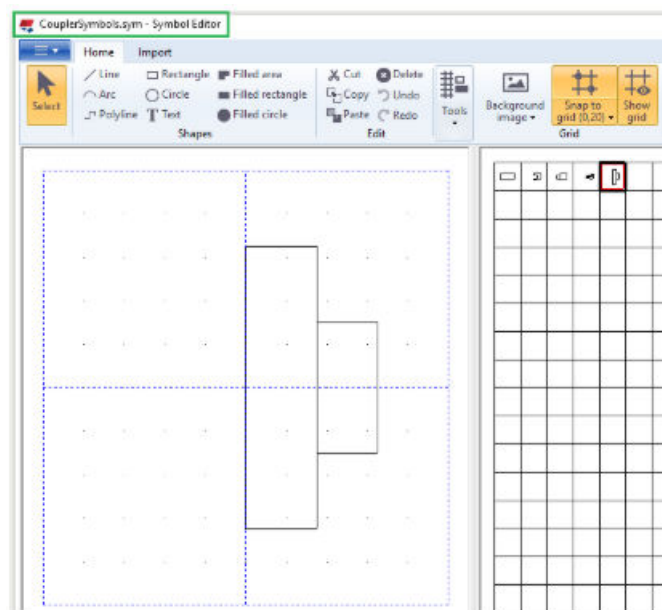 CouplerSymbols.sym - Symbol Editor
Home Import
Select
Line Rectangle Filled area
Arc Circle Filled rectangle
Polyline Text Filled circle
Shapes
Cut Delete
Copy Undo
Paste Redo
Edit
Tools
Background
image
Snap to
grid (0,20)
Show
grid
Grid